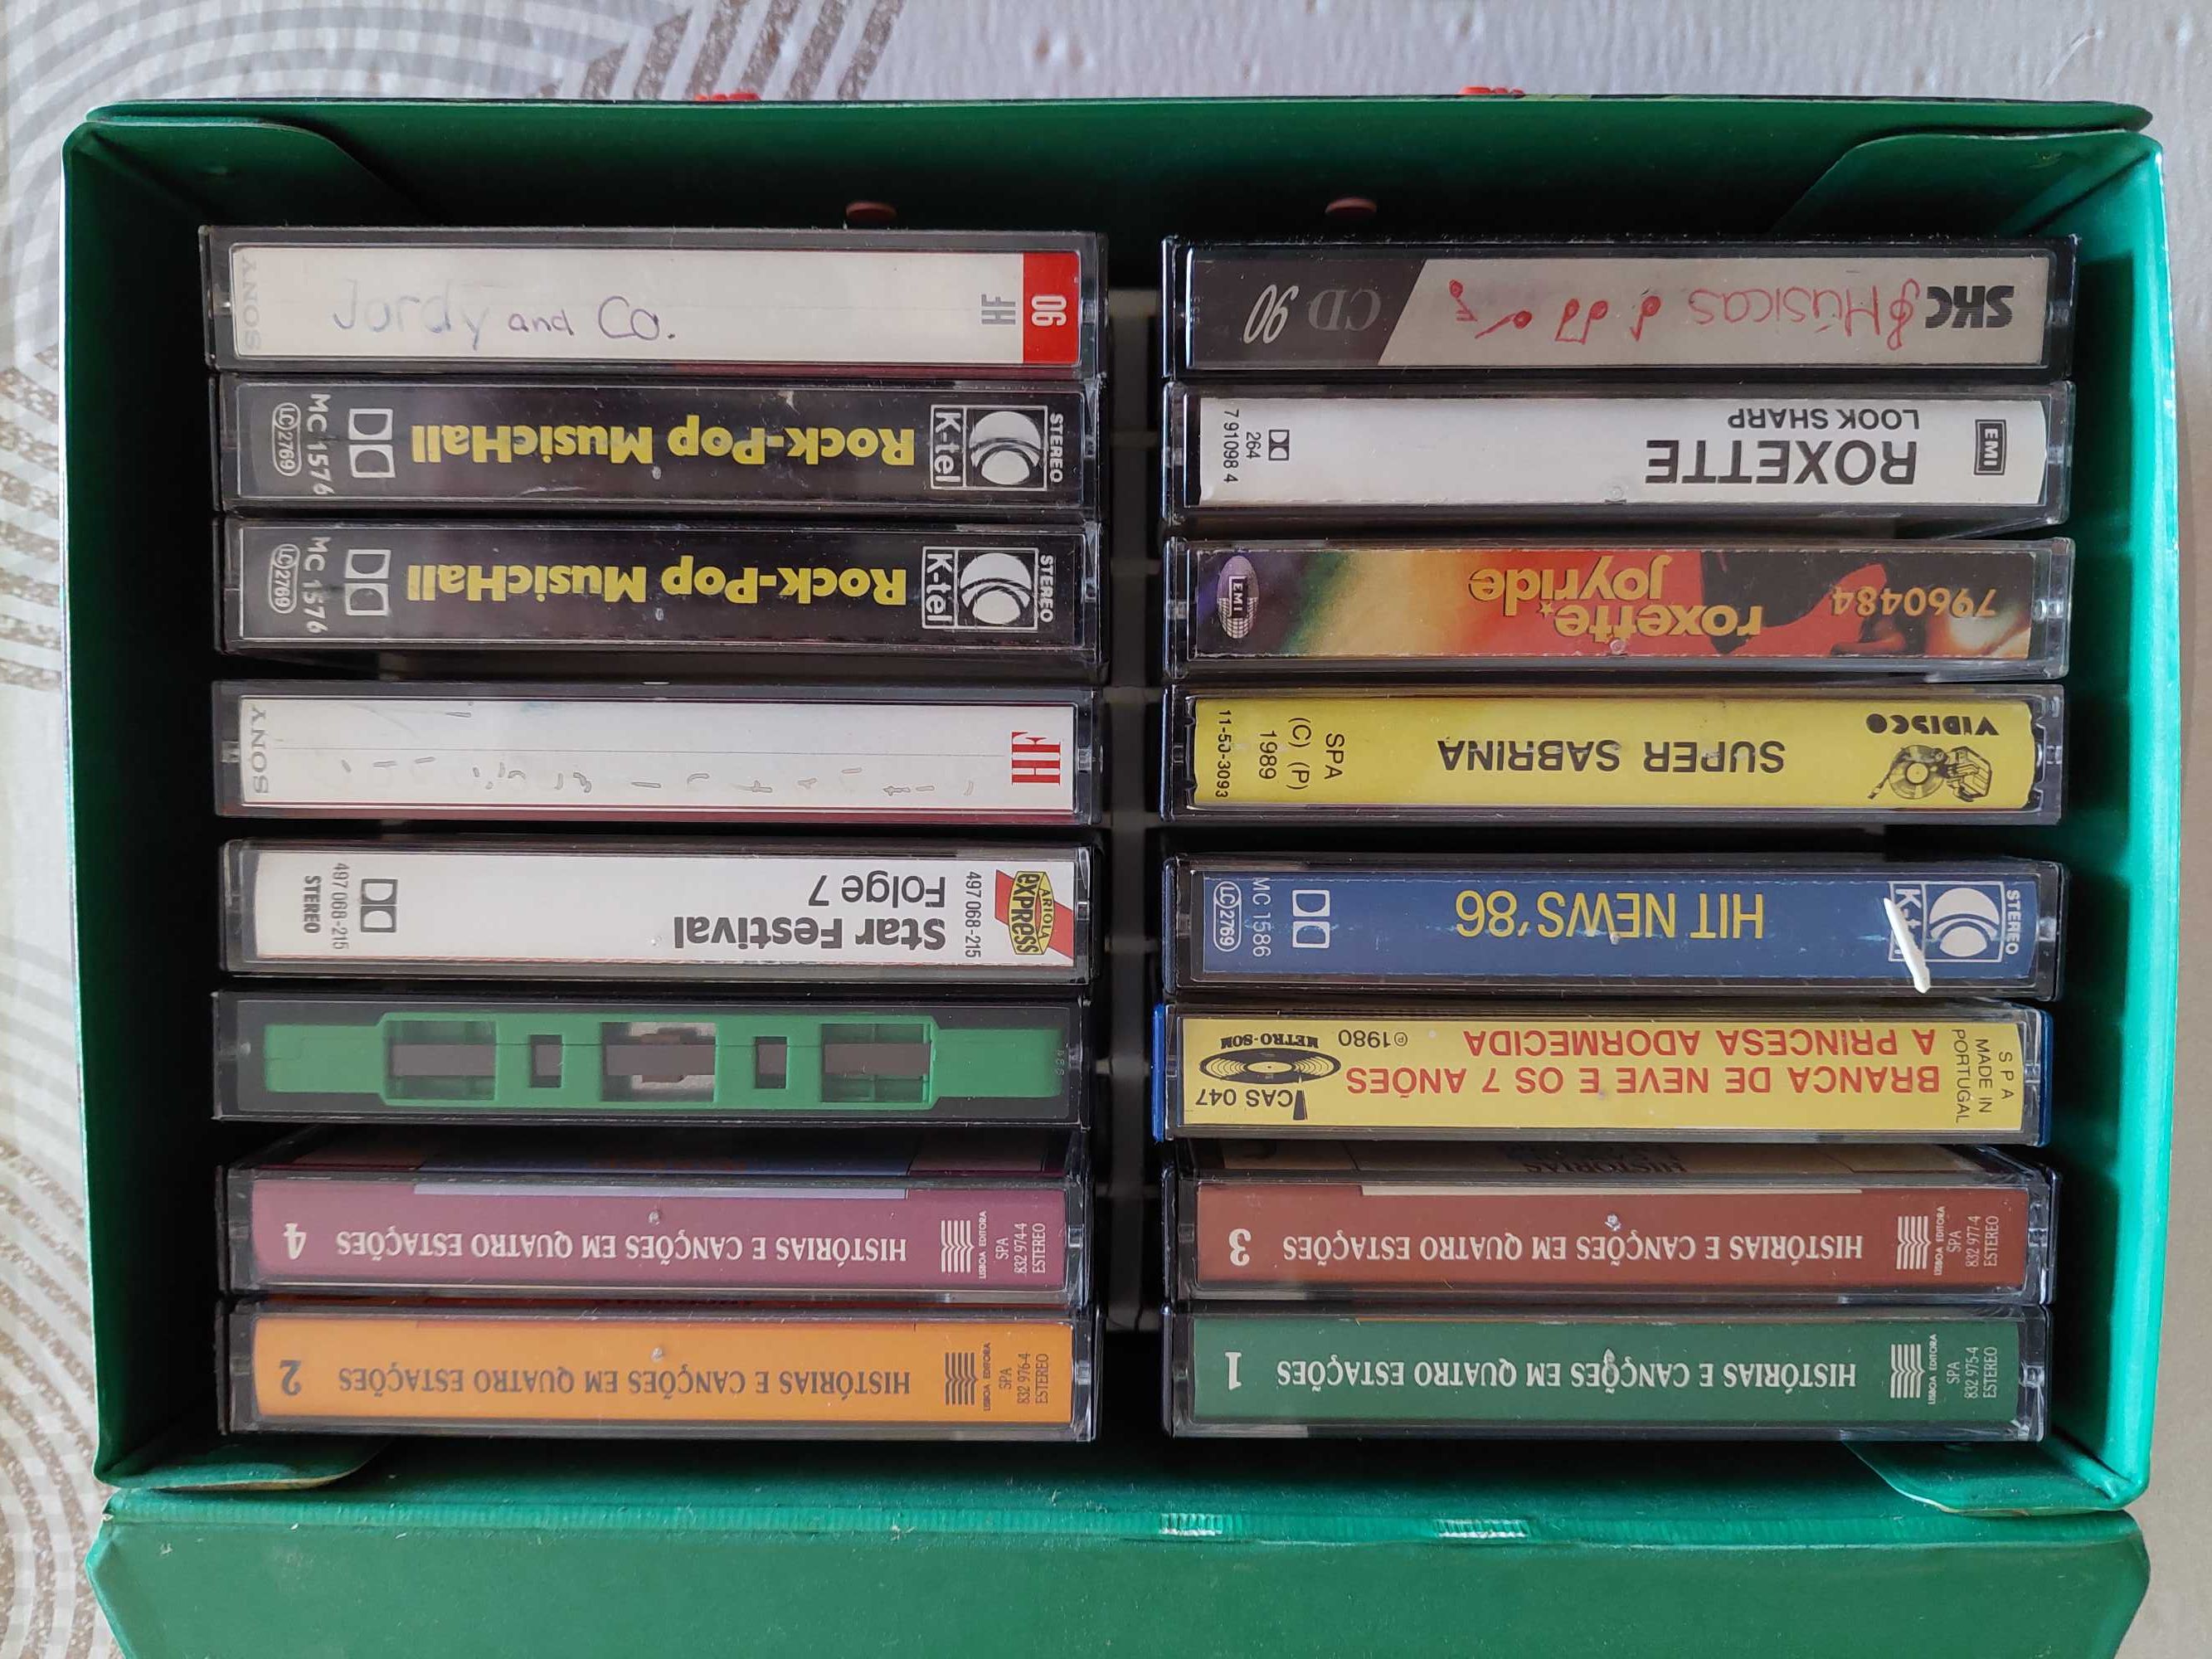 SONY
Jordy and Co.
HF
90
STEREO
K-tel
Rock-Pop MusicHall
MC 1576
LC 2769
STEREO
K-tel
Rock-Pop MusicHall
MC 1576
LC 2769
SONY
HF
ARIOLA
express
497 068-215
Star Festival
Folge 7
497 068-215
STEREO
LISBOA EDITORA
SPA
832 974-4
ESTEREO
HISTÓRIAS E CANÇÕES EM QUATRO ESTAÇÕES
4
LISBOA EDITORA
SPA
832 976-4
ESTEREO
HISTÓRIAS E CANÇÕES EM QUATRO ESTAÇÕES
2
SKC
Músicas
CD 90
EMI
ROXETTE
LOOK SHARP
264
7 91098 4
7960484
roxette
joyride
EMI
VIDISCO
SUPER SABRINA
SPA
(C) (P)
1989
11-50-3093
STEREO
HIT NEWS'86
MC 1586
LC 2769
S P A
MADE IN
PORTUGAL
BRANCA DE NEVE E OS 7 ANÕES
A PRINCESA ADORMECIDA
℗1980
CAS 047
METRO-SOM
HISTÓRIAS
LISBOA EDITORA
SPA
832 977-4
ESTEREO
HISTÓRIAS E CANÇÕES EM QUATRO ESTAÇÕES
3
LISBOA EDITORA
SPA
832 975-4
ESTEREO
HISTÓRIAS E CANÇÕES EM QUATRO ESTAÇÕES
1